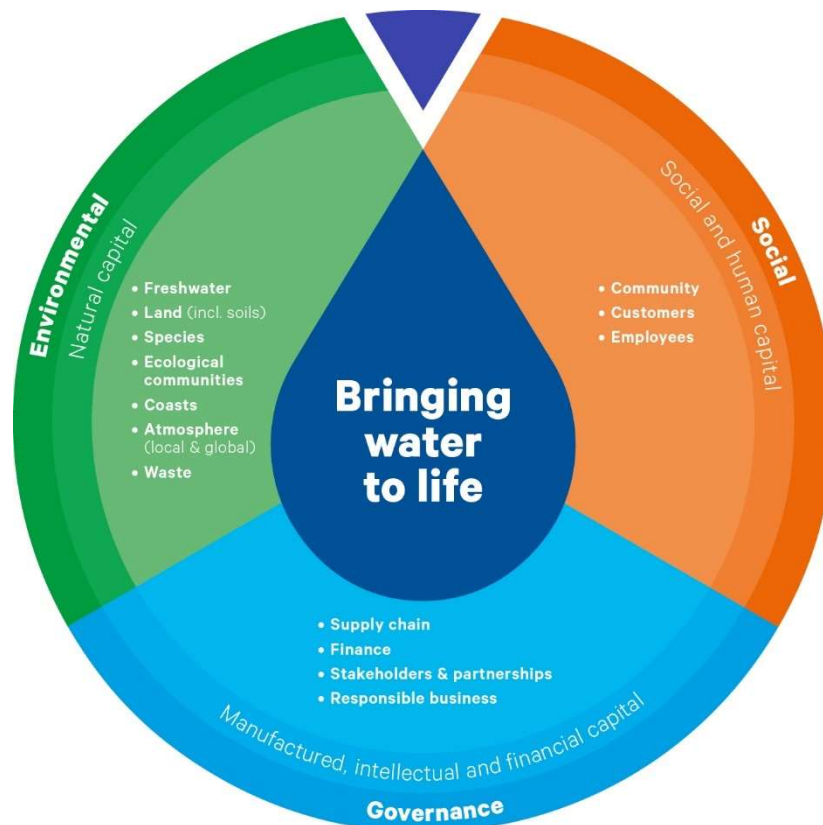 Environmental
Natural capital
• Freshwater
• Land (incl. soils)
• Species
• Ecological
communities
• Coasts
• Atmosphere
(local & global)
• Waste
Social
Social and human capital
• Community
• Customers
• Employees
Bringing
water
to life
• Supply chain
• Finance
• Stakeholders & partnerships
• Responsible business
Manufactured, intellectual and financial capital
Governance